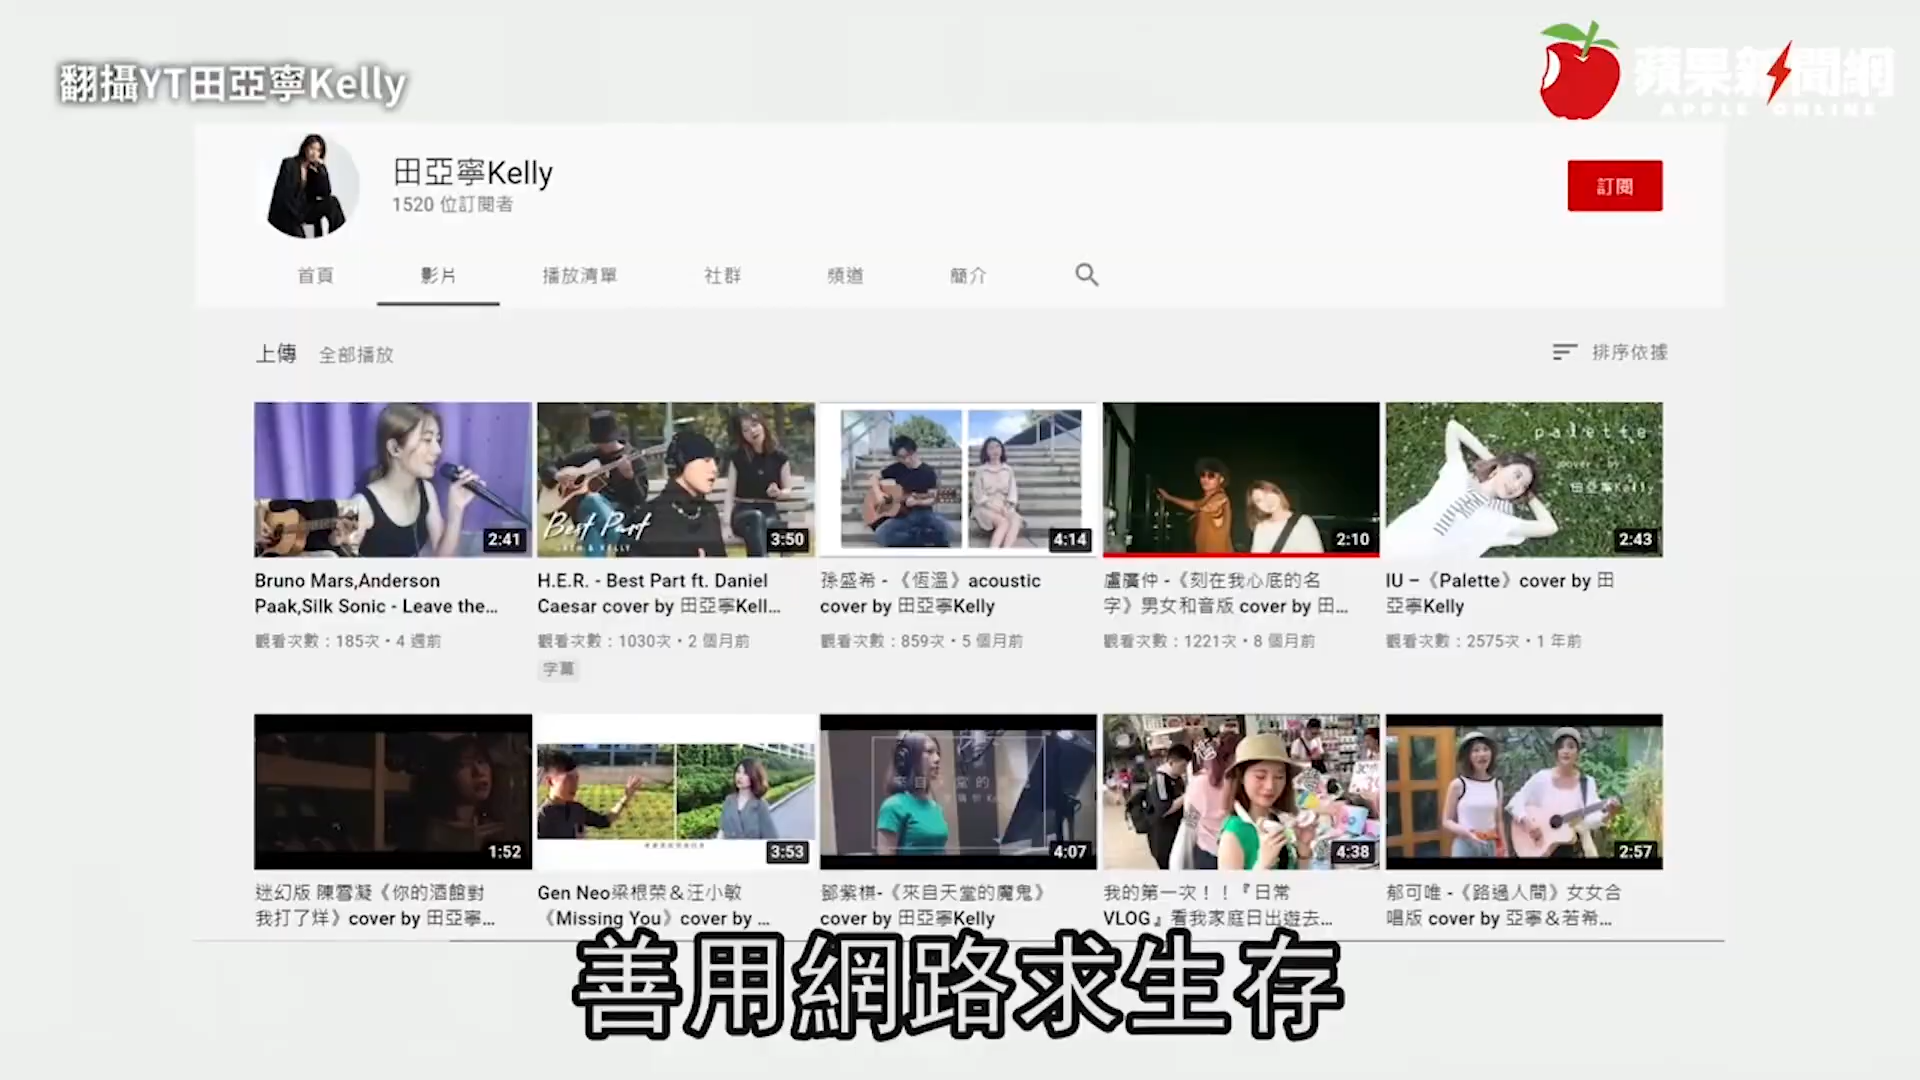 翻攝YT田亞寧Kelly
蘋果新聞網
APPLE ONLINE
田亞寧Kelly
1520 位訂閱者
訂閱
首頁 影片 播放清單 社群 頻道 簡介
上傳 全部播放
排序依據
Best Part
palette
cover by
田亞寧Kelly
2:41
3:50
4:14
2:10
2:43
Bruno Mars,Anderson
Paak,Silk Sonic - Leave the...
觀看次數：185次・4 週前
H.E.R. - Best Part ft. Daniel
Caesar cover by 田亞寧Kell...
觀看次數：1030次・2 個月前
字幕
孫盛希 - 《恆溫》acoustic
cover by 田亞寧Kelly
觀看次數：859次・5 個月前
盧廣仲 -《刻在我心底的名
字》男女和音版 cover by 田...
觀看次數：1221次・8 個月前
IU –《Palette》cover by 田
亞寧Kelly
觀看次數：2575次・1 年前
1:52
3:53
4:07
4:38
2:57
迷幻版 陳雪凝《你的酒館對
我打了烊》cover by 田亞寧...
Gen Neo梁根荣＆汪小敏
《Missing You》cover by ...
鄧紫棋-《來自天堂的魔鬼》
cover by 田亞寧Kelly
我的第一次！！『日常
VLOG』看我家庭日出遊去...
郁可唯 -《路過人間》女女合
唱版 cover by 亞寧＆若希...
善用網路求生存